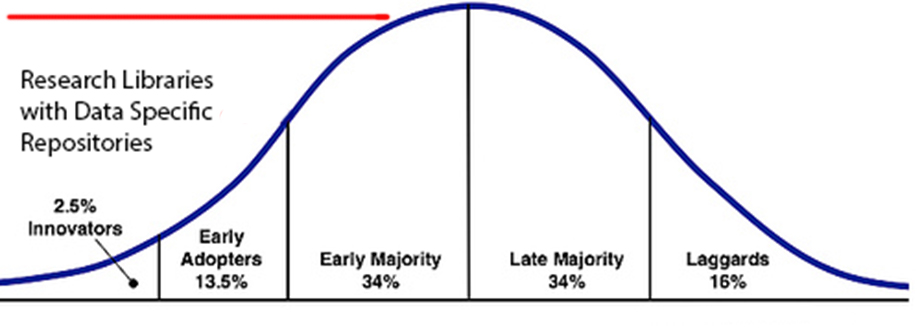 Research Libraries
with Data Specific
Repositories
2.5%
Innovators
Early
Adopters
13.5%
Early Majority
34%
Late Majority
34%
Laggards
16%